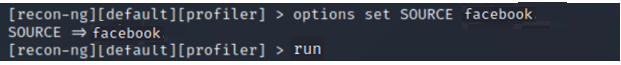 [recon-ng][default][profiler] > options set SOURCE facebook
SOURCE ⇒ facebook
[recon-ng][default][profiler] > run